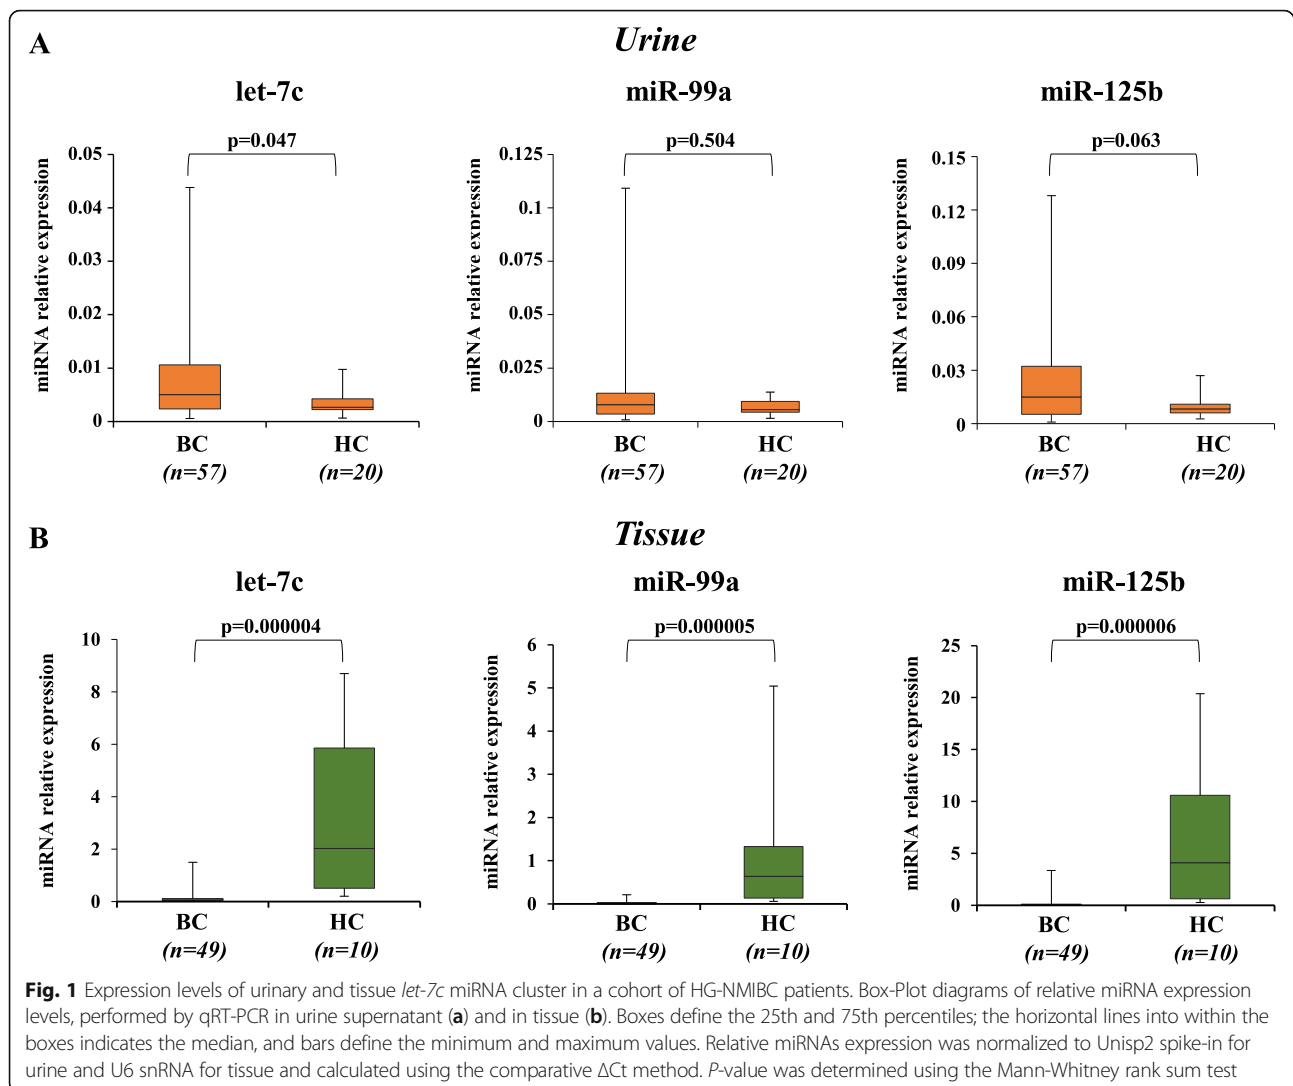 A
Urine
let-7c
miR-99a
miR-125b
p=0.047
p=0.504
p=0.063
miRNA relative expression
0.05
0.04
0.03
0.02
0.01
0
BC
HC
(n=57)
(n=20)
miRNA relative expression
0.125
0.1
0.075
0.05
0.025
0
BC
HC
(n=57)
(n=20)
miRNA relative expression
0.15
0.12
0.09
0.06
0.03
0
BC
HC
(n=57)
(n=20)
B
Tissue
let-7c
miR-99a
miR-125b
p=0.000004
p=0.000005
p=0.000006
miRNA relative expression
10
8
6
4
2
0
BC
HC
(n=49)
(n=10)
miRNA relative expression
6
5
4
3
2
1
0
BC
HC
(n=49)
(n=10)
miRNA relative expression
25
20
15
10
5
0
BC
HC
(n=49)
(n=10)
Fig. 1 Expression levels of urinary and tissue let-7c miRNA cluster in a cohort of HG-NMIBC patients. Box-Plot diagrams of relative miRNA expression
levels, performed by qRT-PCR in urine supernatant (a) and in tissue (b). Boxes define the 25th and 75th percentiles; the horizontal lines into within the
boxes indicates the median, and bars define the minimum and maximum values. Relative miRNAs expression was normalized to Unisp2 spike-in for
urine and U6 snRNA for tissue and calculated using the comparative ΔCt method. P-value was determined using the Mann-Whitney rank sum test